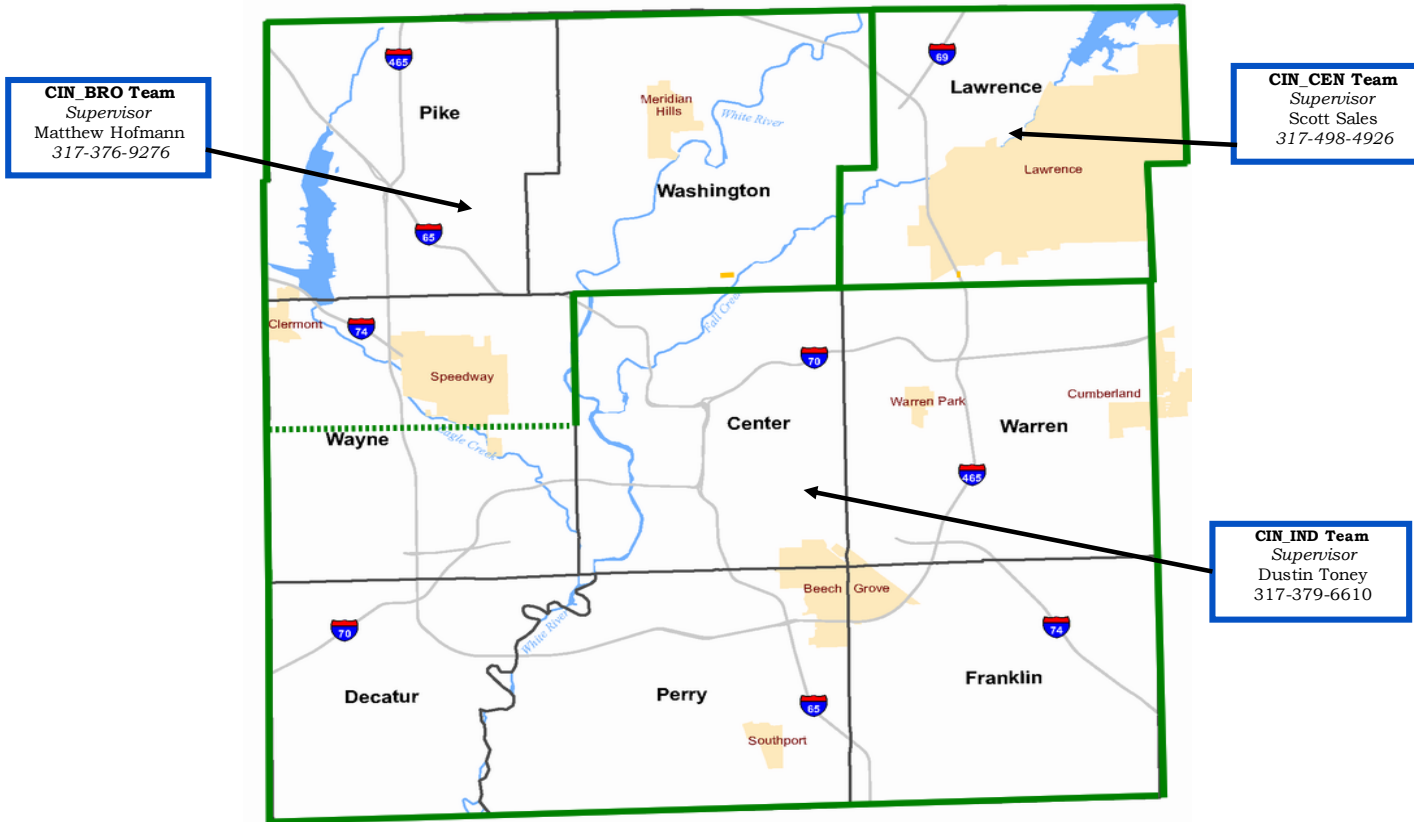 CIN_BRO Team
Supervisor
Matthew Hofmann
317-376-9276
CIN_CEN Team
Supervisor
Scott Sales
317-498-4926
CIN_IND Team
Supervisor
Dustin Toney
317-379-6610
465
Pike
65
Meridian
Hills
White River
Washington
69
Lawrence
Lawrence
Clermont
74
Speedway
Wayne
Eagle Creek
Fall Creek
70
Center
Warren Park
Cumberland
Warren
465
Beech Grove
70
White River
Decatur
Perry
65
Southport
74
Franklin